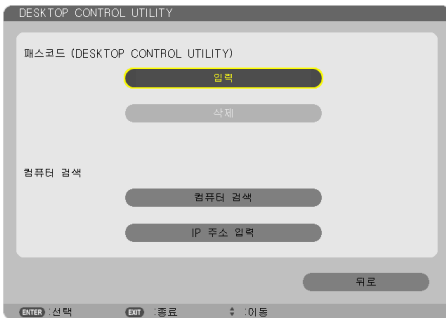 DESKTOP CONTROL UTILITY
패스코드 (DESKTOP CONTROL UTILITY)
입력
삭제
컴퓨터 검색
컴퓨터 검색
IP 주소 입력
뒤로
ENTER :선택 EXIT :종료 :이동